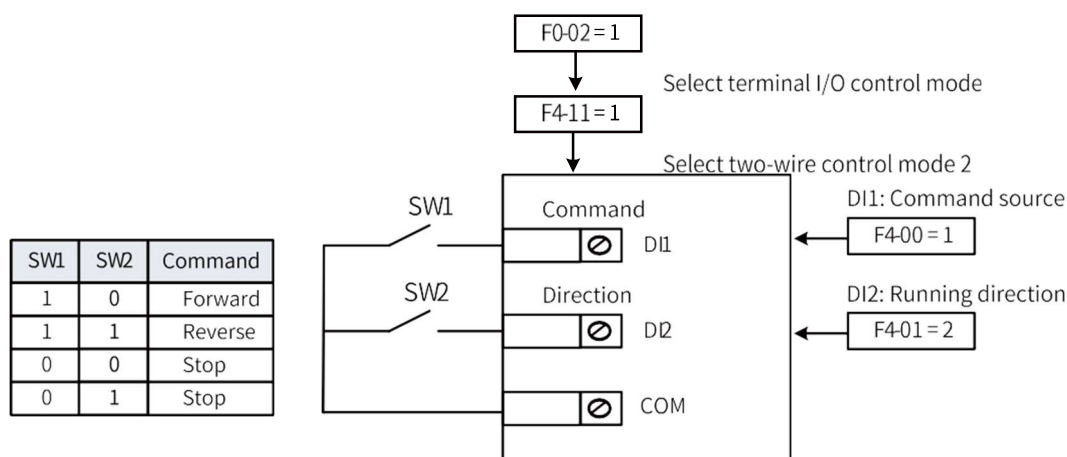 F0-02 = 1
Select terminal I/O control mode
F4-11 = 1
Select two-wire control mode 2
DI1: Command source
F4-00 = 1
SW1
Command
DI1
SW2
Direction
DI2
DI2: Running direction
F4-01 = 2
COM
SW1 SW2 Command
1 0 Forward
1 1 Reverse
0 0 Stop
0 1 Stop